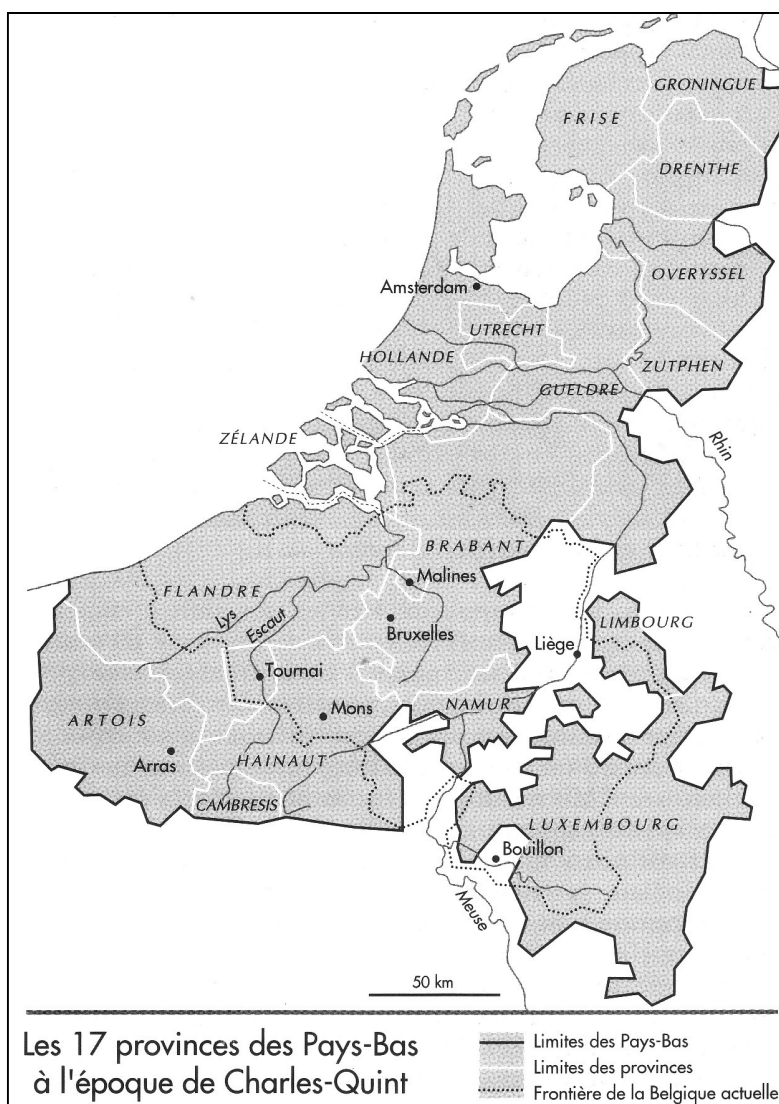 GRONINGUE
FRISE
DRENTHE
OVERYSSEL
Amsterdam
UTRECHT
HOLLANDE
ZUTPHEN
GUELDRE
ZÉLANDE
Rhin
BRABANT
FLANDRE
Malines
Lys
Escaut
Bruxelles
LIMBOURG
Liège
Tournai
NAMUR
ARTOIS
Mons
Arras
HAINAUT
CAMBRESIS
LUXEMBOURG
Bouillon
Meuse
50 km
Les 17 provinces des Pays-Bas
à l'époque de Charles-Quint
Limites des Pays-Bas
Limites des provinces
Frontière de la Belgique actuelle